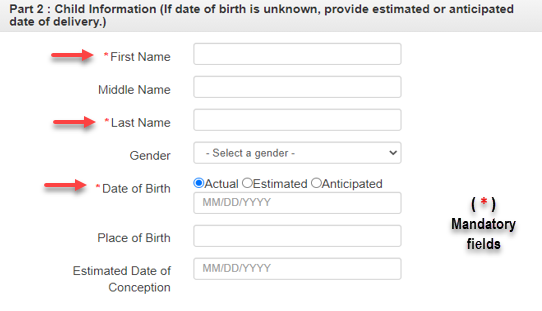 Part 2 : Child Information (If date of birth is unknown, provide estimated or anticipated
date of delivery.)
* First Name
Middle Name
* Last Name
Gender
- Select a gender -
* Date of Birth
Actual Estimated Anticipated
MM/DD/YYYY
( * )
Mandatory
fields
Place of Birth
Estimated Date of
Conception
MM/DD/YYYY